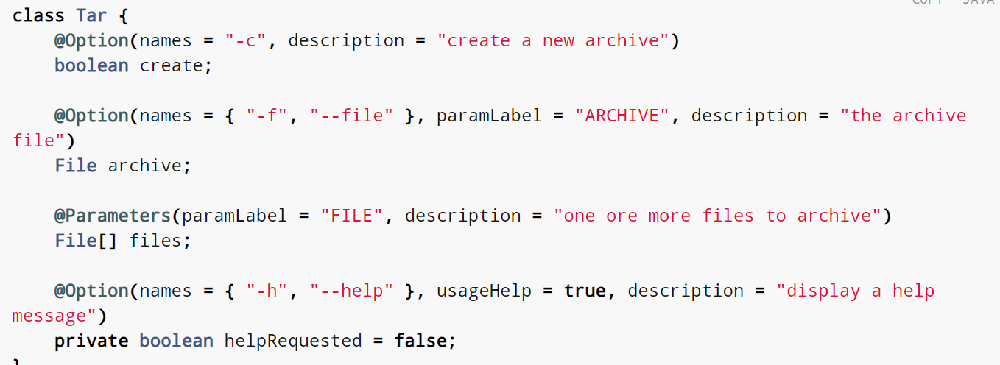 class Tar {
    @Option(names = "-c", description = "create a new archive")
    boolean create;

    @Option(names = { "-f", "--file" }, paramLabel = "ARCHIVE", description = "the archive
file")
    File archive;

    @Parameters(paramLabel = "FILE", description = "one ore more files to archive")
    File[] files;

    @Option(names = { "-h", "--help" }, usageHelp = true, description = "display a help
message")
    private boolean helpRequested = false;
}